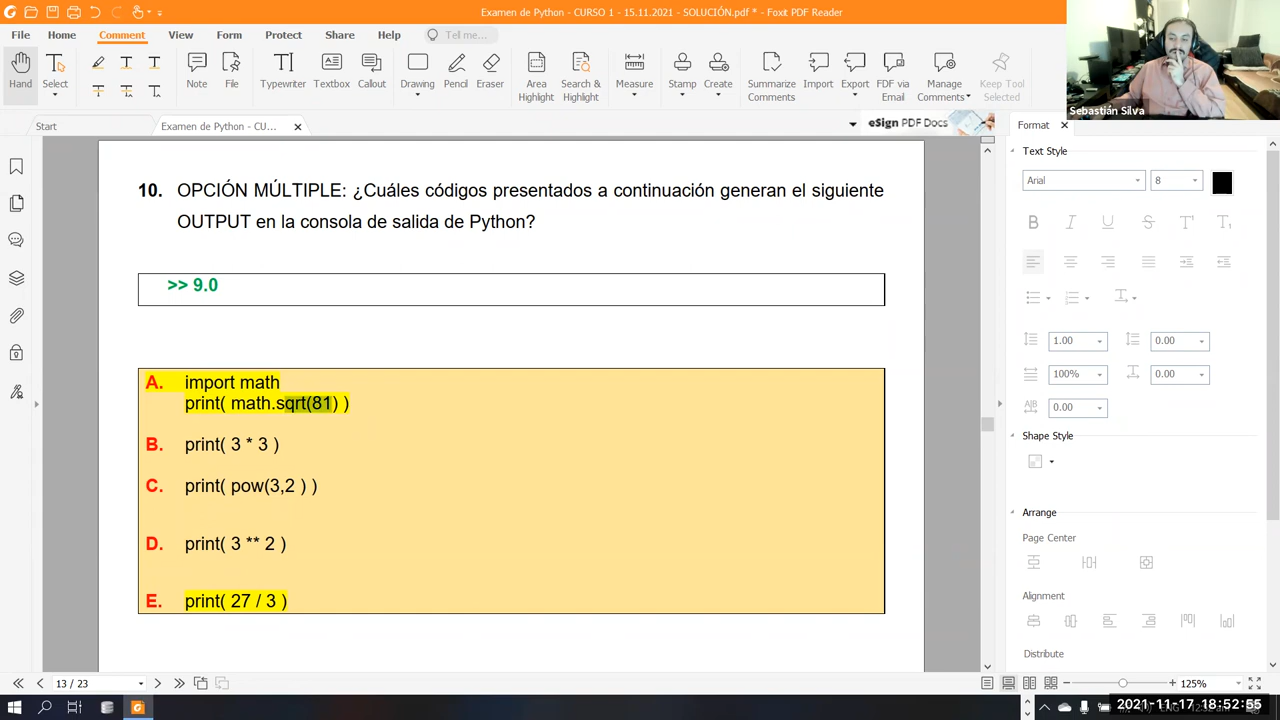 Examen de Python - CURSO 1 - 15.11.2021 - SOLUCIÓN.pdf * - Foxit PDF Reader
File Home Comment View Form Protect Share Help Tell me...
Hand Select Note File Typewriter Textbox Callout Drawing Pencil Eraser Area Highlight Search & Highlight Measure Stamp Create Summarize Comments Import Export FDF via Email Manage Comments Keep Tool Selected
Sebastián Silva
Start Examen de Python - CU... eSign PDF Docs
Format
Text Style
Arial 8
1.00 0.00
100% 0.00
0.00
Shape Style
Arrange
Page Center
Alignment
Distribute
10. OPCIÓN MÚLTIPLE: ¿Cuáles códigos presentados a continuación generan el siguiente
OUTPUT en la consola de salida de Python?
>> 9.0
A. import math
print( math.sqrt(81) )
B. print( 3 * 3 )
C. print( pow(3,2 ) )
D. print( 3 ** 2 )
E. print( 27 / 3 )
13 / 23 125%
2021-11-17 18:52:55